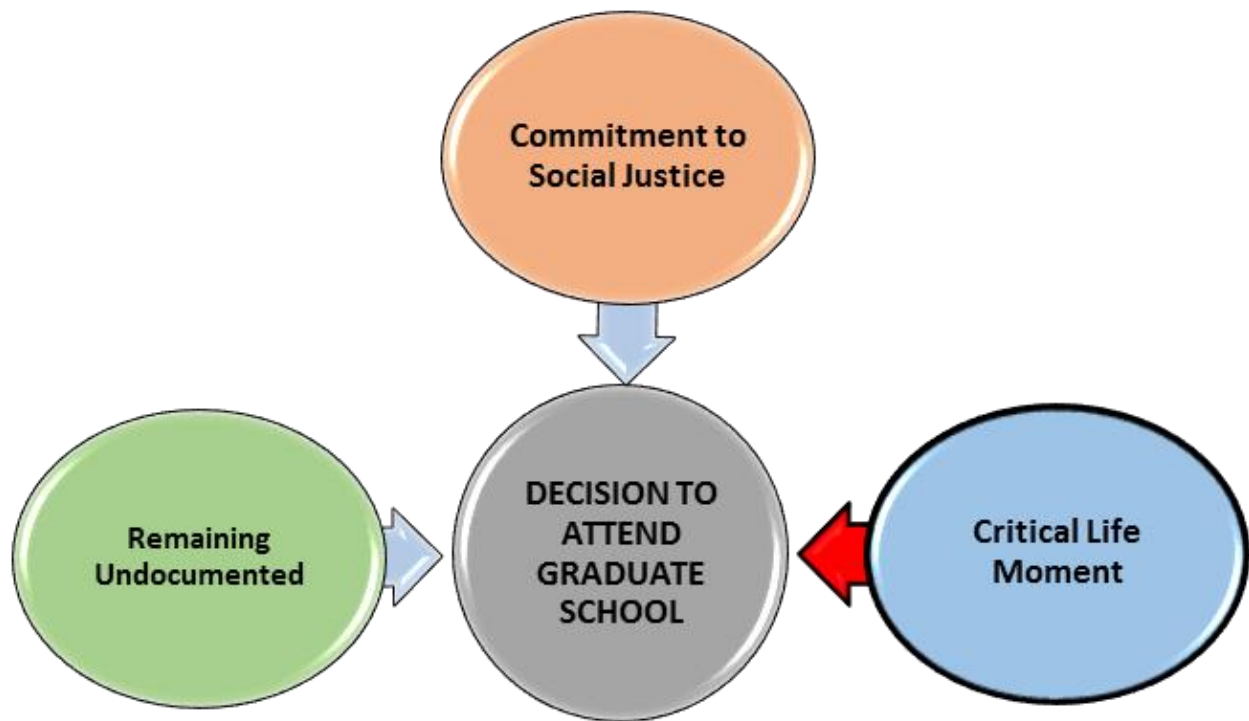 Commitment to
Social Justice
Remaining
Undocumented
DECISION TO
ATTEND
GRADUATE
SCHOOL
Critical Life
Moment